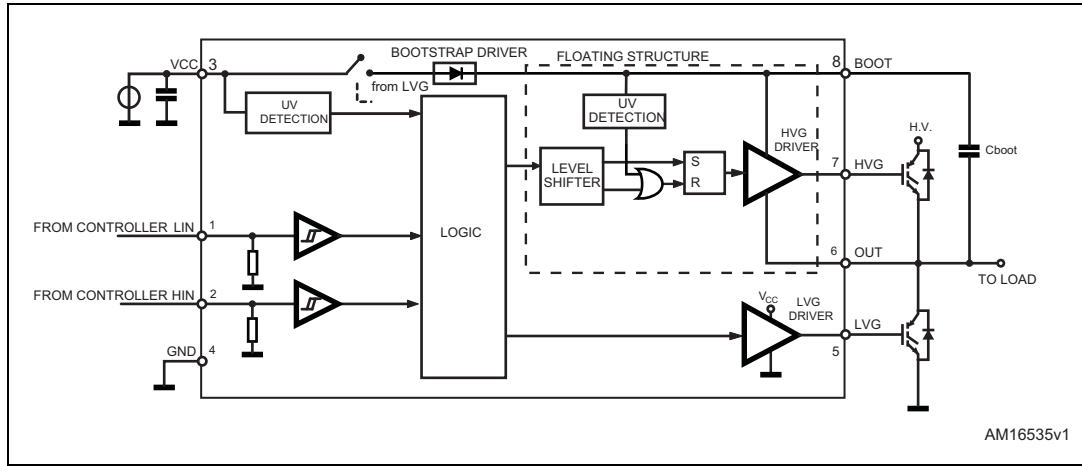 BOOTSTRAP DRIVER
FLOATING STRUCTURE
VCC 3
8 BOOT
from LVG
UV
DETECTION
UV
DETECTION
HVG
DRIVER
H.V.
Cboot
LEVEL
SHIFTER
S
R
7 HVG
FROM CONTROLLER LIN 1
LOGIC
6 OUT
TO LOAD
FROM CONTROLLER HIN 2
VCC
LVG
DRIVER
LVG
5
GND 4
AM16535v1